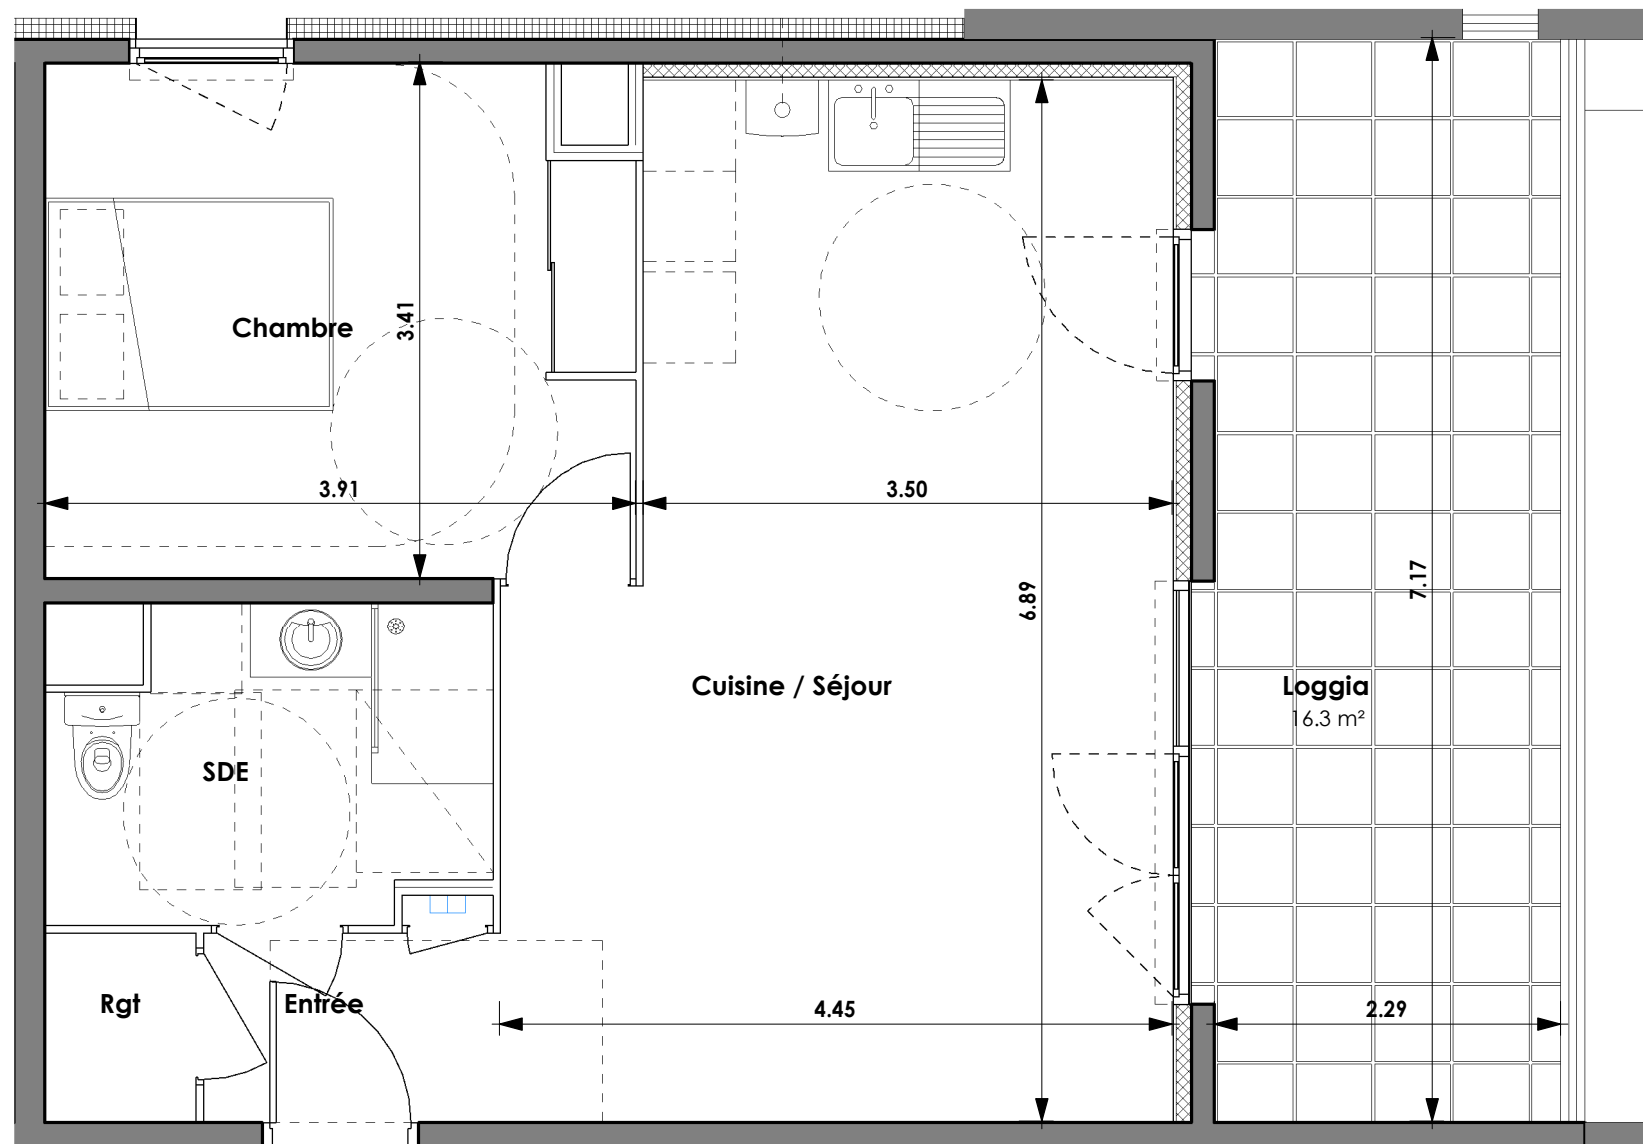 Chambre
3.41
3.91
3.50
6.89
7.17
Cuisine / Séjour
Loggia
16.3 m²
SDE
Rgt
Entrée
4.45
2.29